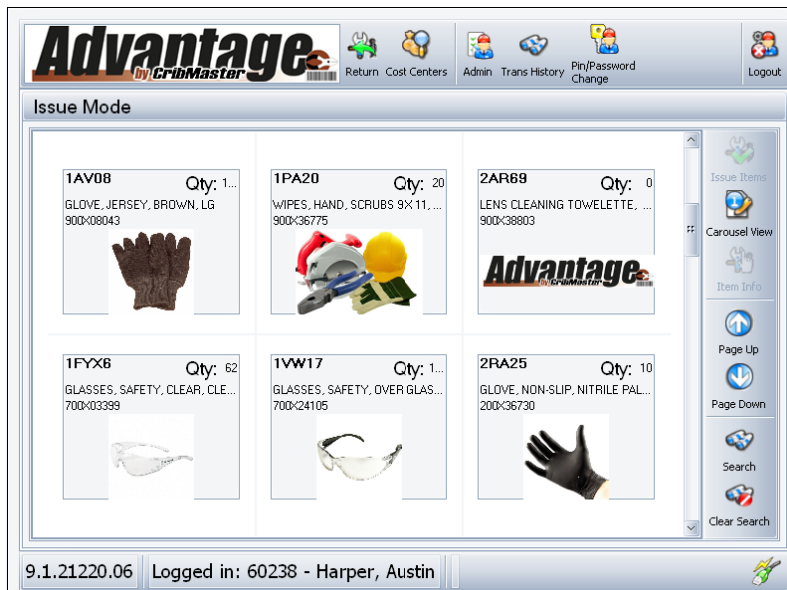 Advantage
by CribMaster
Return
Cost Centers
Admin
Trans History
Pin/Password
Change
Logout
Issue Mode
1AV08 Qty: 1...
GLOVE, JERSEY, BROWN, LG
900X08043
1PA20 Qty: 20
WIPES, HAND, SCRUBS 9X 11, ...
900X36775
2AR69 Qty: 0
LENS CLEANING TOWELETTE, ...
900X38803
Advantage
by CribMaster
1FYX6 Qty: 62
GLASSES, SAFETY, CLEAR, CLE...
700X03399
1VW17 Qty: 1...
GLASSES, SAFETY, OVER GLAS...
700X24105
2RA25 Qty: 10
GLOVE, NON-SLIP, NITRILE PAL...
200X36730
Issue Items
Carousel View
Item Info
Page Up
Page Down
Search
Clear Search
9.1.21220.06
Logged in: 60238 - Harper, Austin